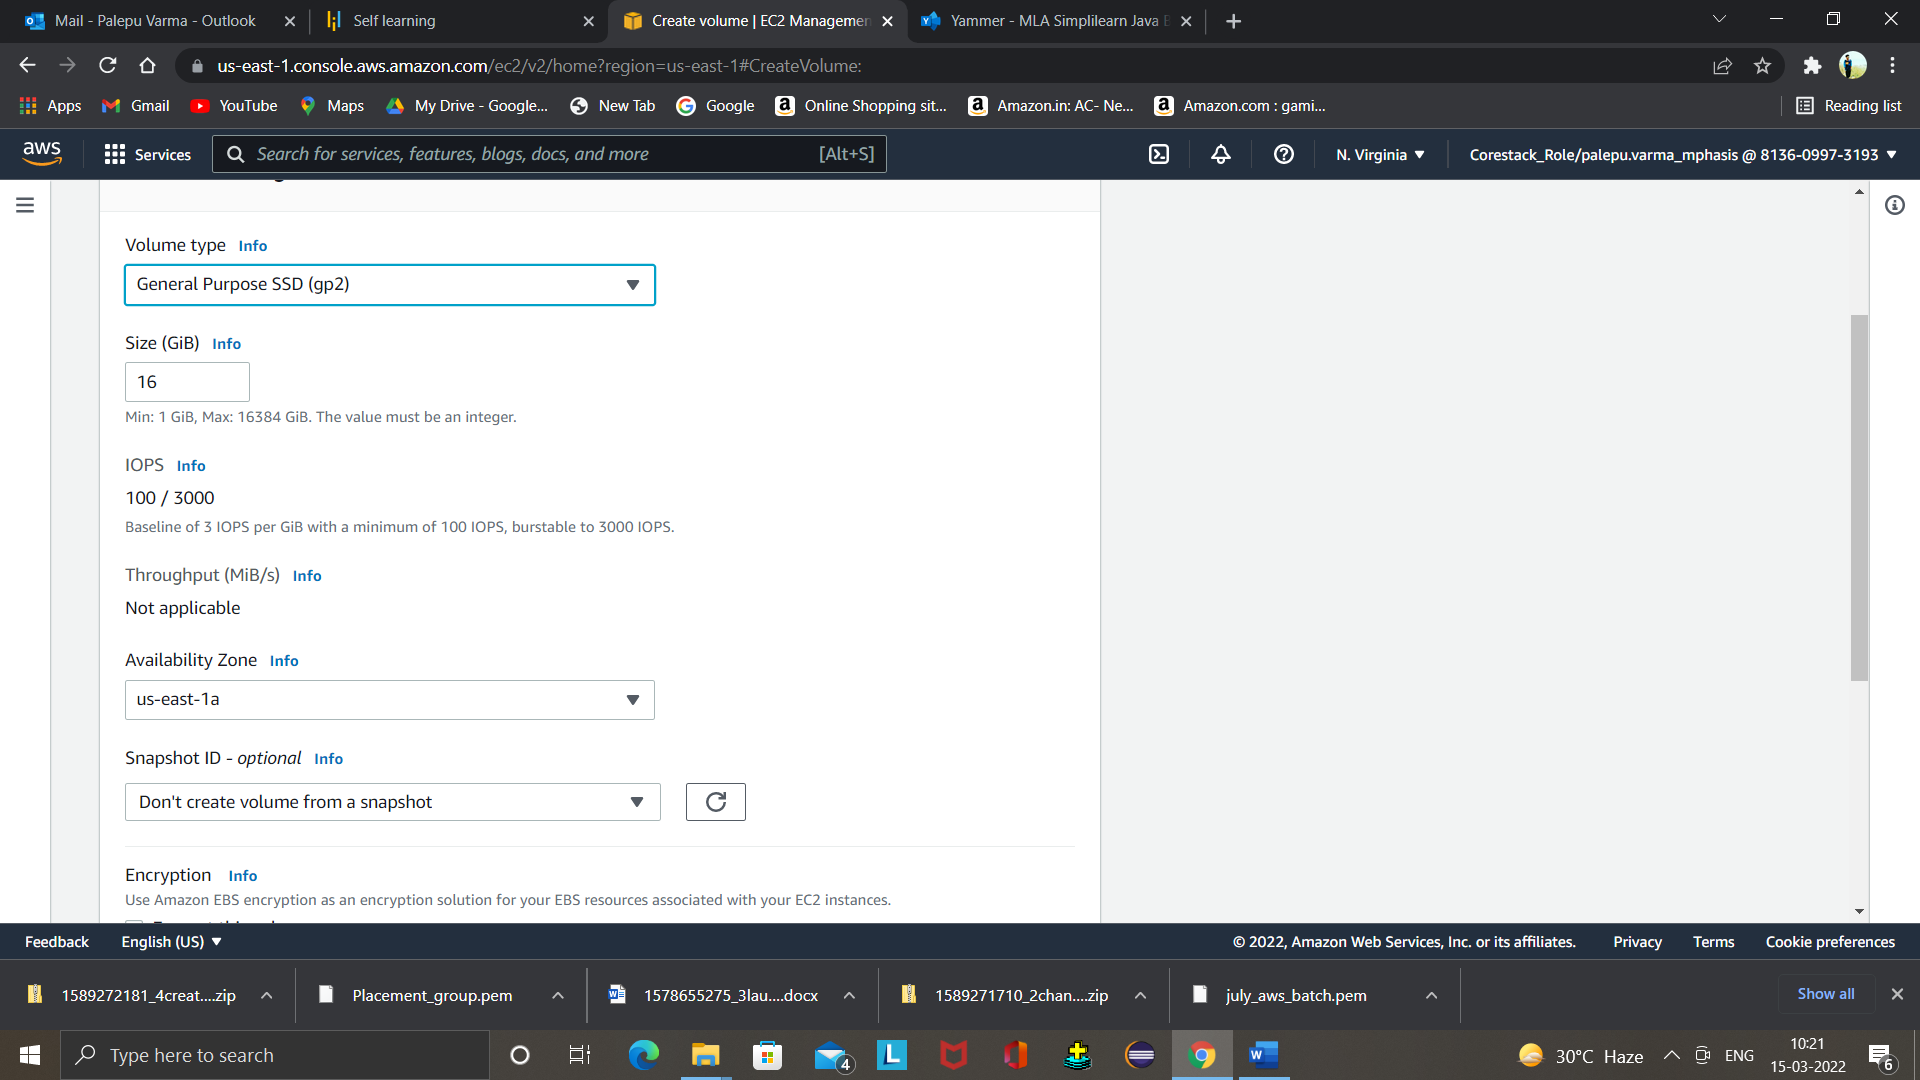 Mail - Palepu Varma - Outlook
Self learning
Create volume | EC2 Managemen
Yammer - MLA Simplilearn Java
us-east-1.console.aws.amazon.com/ec2/v2/home?region=us-east-1#CreateVolume:
Apps
Gmail
YouTube
Maps
My Drive - Google...
New Tab
Google
Online Shopping sit...
Amazon.in: AC- Ne...
Amazon.com : gami...
Reading list
aws
Services
Search for services, features, blogs, docs, and more
[Alt+S]
N. Virginia
Corestack_Role/palepu.varma_mphasis @ 8136-0997-3193
Volume type Info
General Purpose SSD (gp2)
Size (GiB) Info
16
Min: 1 GiB, Max: 16384 GiB. The value must be an integer.
IOPS Info
100 / 3000
Baseline of 3 IOPS per GiB with a minimum of 100 IOPS, burstable to 3000 IOPS.
Throughput (MiB/s) Info
Not applicable
Availability Zone Info
us-east-1a
Snapshot ID - optional Info
Don't create volume from a snapshot
Encryption Info
Use Amazon EBS encryption as an encryption solution for your EBS resources associated with your EC2 instances.
Feedback
English (US)
© 2022, Amazon Web Services, Inc. or its affiliates.
Privacy
Terms
Cookie preferences
1589272181_4creat....zip
Placement_group.pem
1578655275_3lau....docx
1589271710_2chan....zip
july_aws_batch.pem
Show all
Type here to search
4
L
W
30°C Haze
ENG
10:21
15-03-2022
6